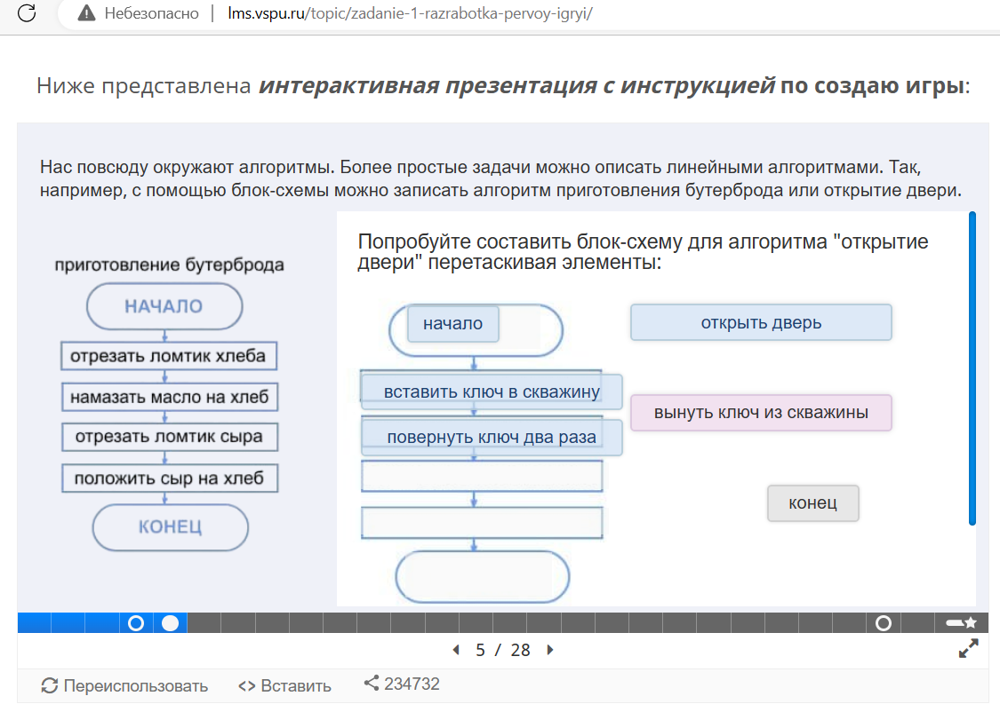 Небезопасно | lms.vspu.ru/topic/zadanie-1-razrabotka-pervoy-igryi/
Ниже представлена интерактивная презентация с инструкцией по создаю игры:
Нас повсюду окружают алгоритмы. Более простые задачи можно описать линейными алгоритмами. Так,
например, с помощью блок-схемы можно записать алгоритм приготовления бутерброда или открытие двери.
приготовление бутерброда
НАЧАЛО
отрезать ломтик хлеба
намазать масло на хлеб
отрезать ломтик сыра
положить сыр на хлеб
КОНЕЦ
Попробуйте составить блок-схему для алгоритма "открытие
двери" перетаскивая элементы:
начало
вставить ключ в скважину
повернуть ключ два раза
открыть дверь
вынуть ключ из скважины
конец
5 / 28
Переиспользовать <> Вставить 234732